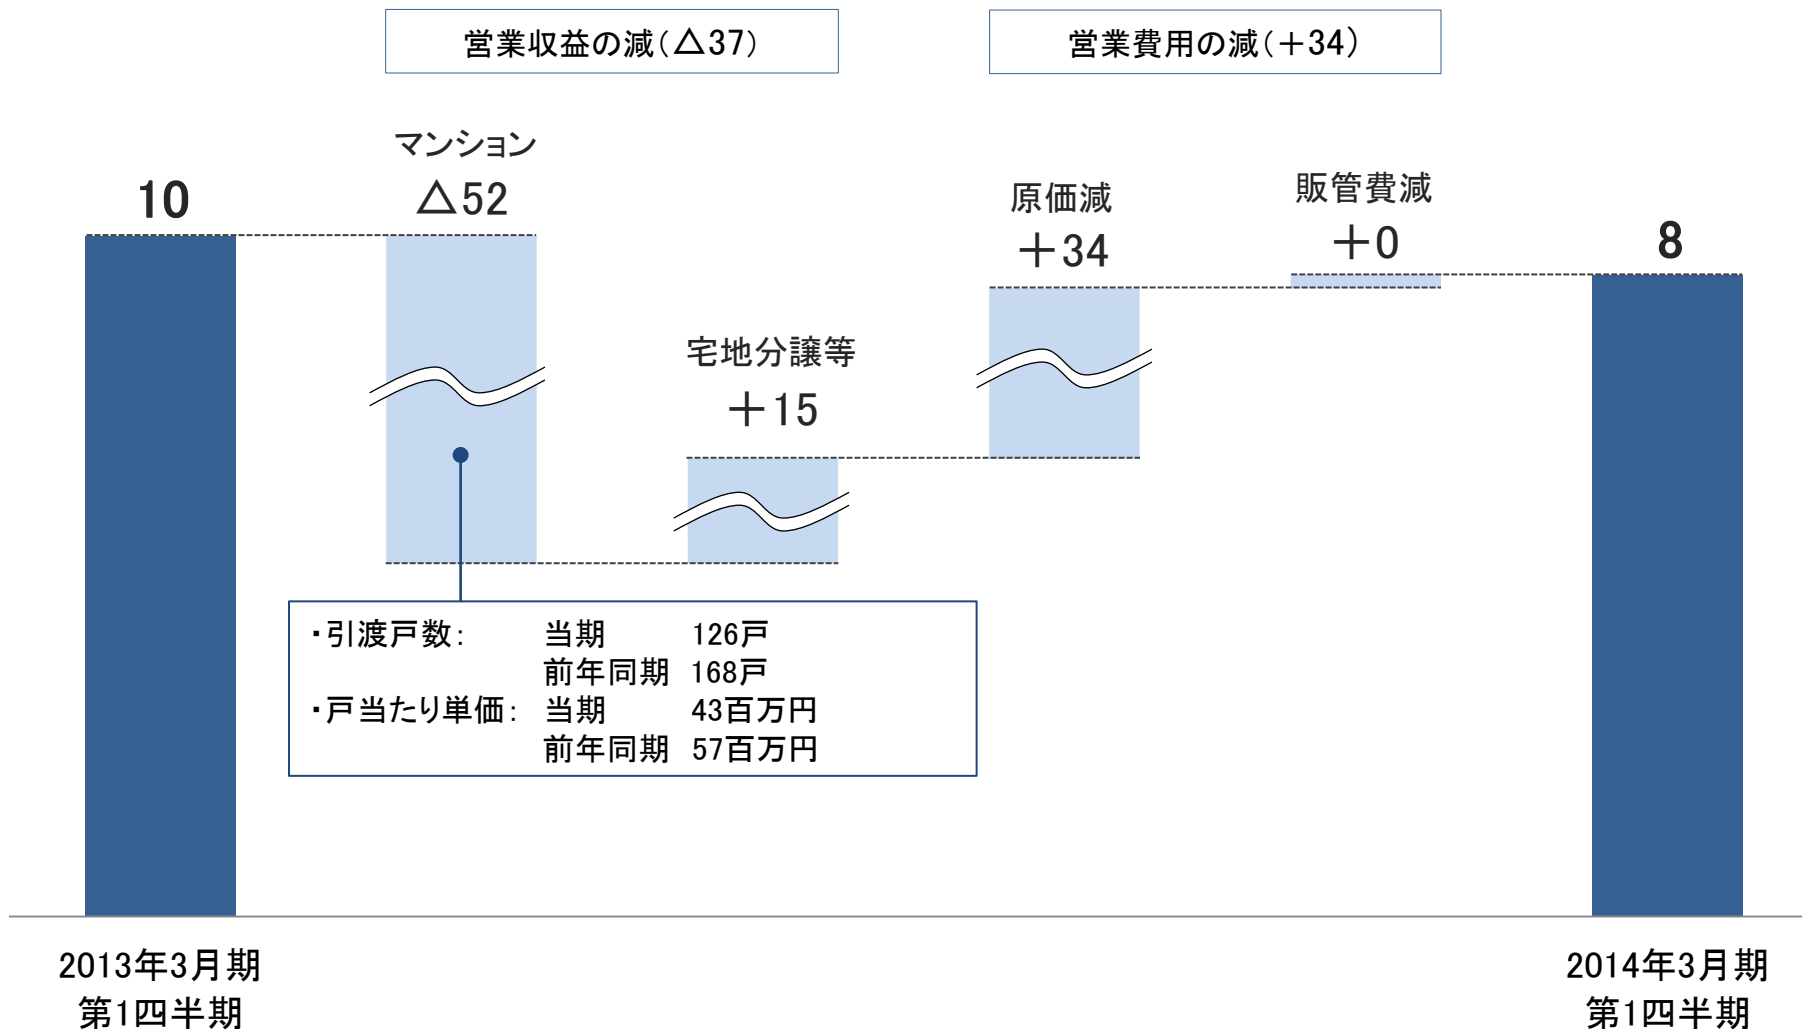 営業収益の減(△37)
営業費用の減(+34)
10
マンション
△52
宅地分譲等
+15
原価減
+34
販管費減
+0
8
・引渡戸数: 当期 126戸
前年同期 168戸
・戸当たり単価: 当期 43百万円
前年同期 57百万円
2013年3月期
第1四半期
2014年3月期
第1四半期